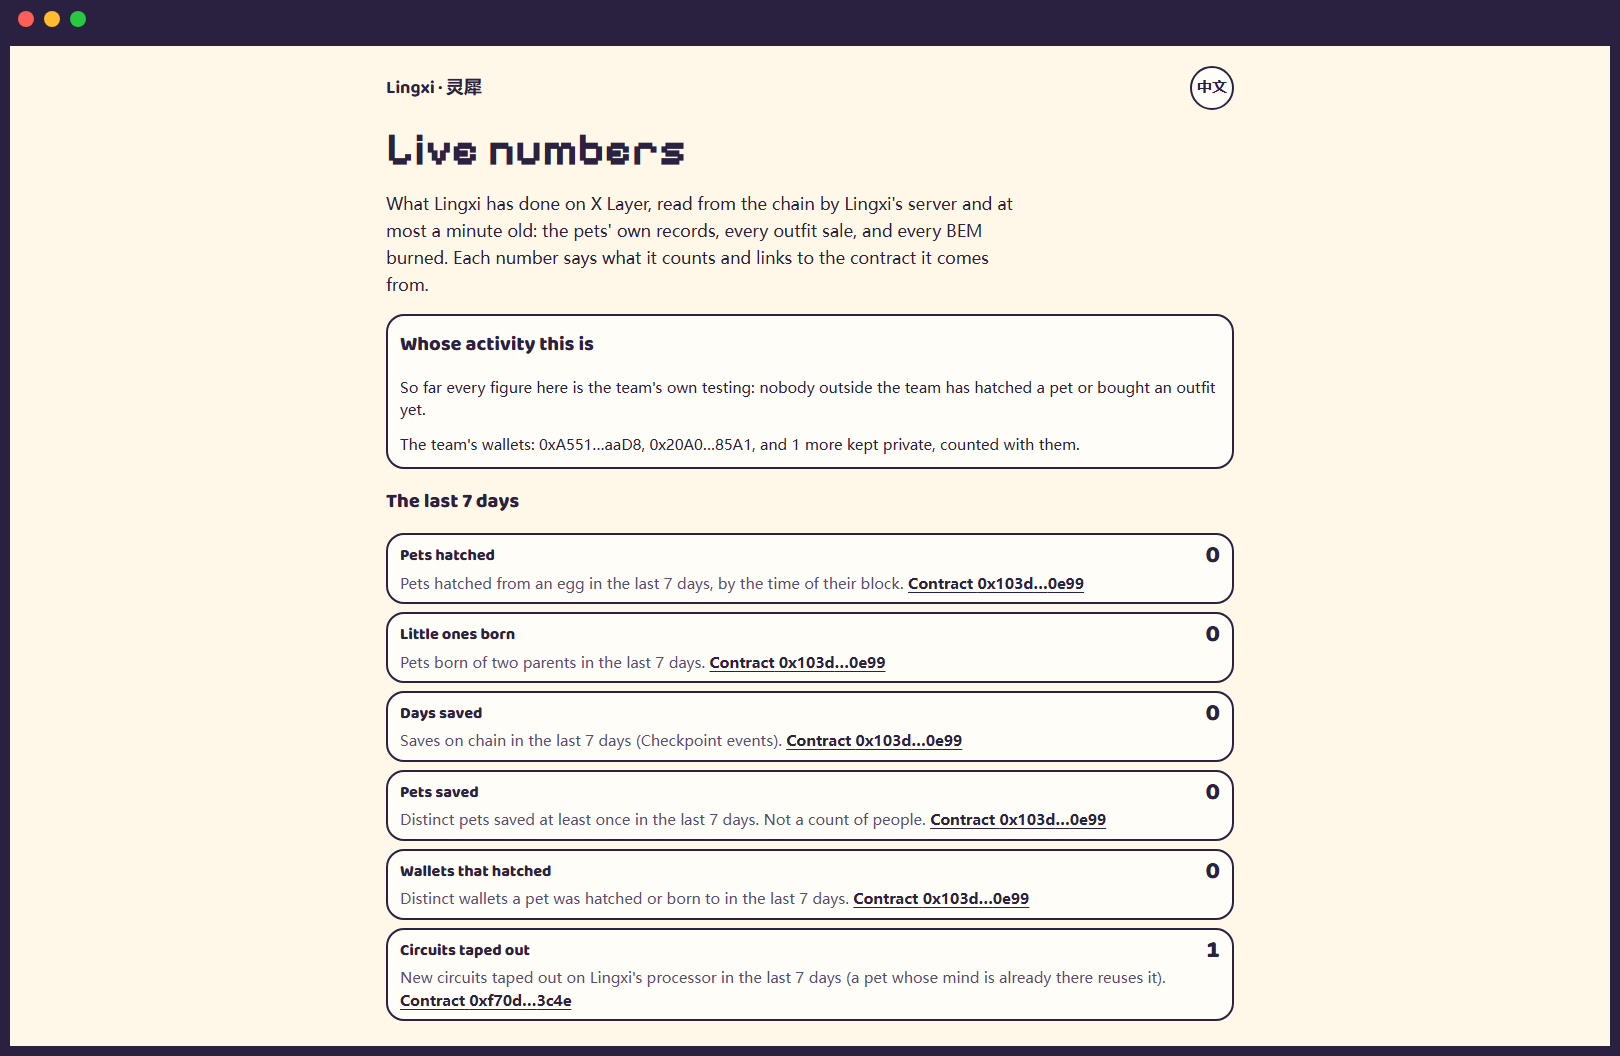 Lingxi · 灵犀
中文
Live numbers
What Lingxi has done on X Layer, read from the chain by Lingxi's server and at
most a minute old: the pets' own records, every outfit sale, and every BEM
burned. Each number says what it counts and links to the contract it comes
from.
Whose activity this is
So far every figure here is the team's own testing: nobody outside the team has hatched a pet or bought an outfit
yet.
The team's wallets: 0xA551...aaD8, 0x20A0...85A1, and 1 more kept private, counted with them.
The last 7 days
Pets hatched
0
Pets hatched from an egg in the last 7 days, by the time of their block. Contract 0x103d...0e99
Little ones born
0
Pets born of two parents in the last 7 days. Contract 0x103d...0e99
Days saved
0
Saves on chain in the last 7 days (Checkpoint events). Contract 0x103d...0e99
Pets saved
0
Distinct pets saved at least once in the last 7 days. Not a count of people. Contract 0x103d...0e99
Wallets that hatched
0
Distinct wallets a pet was hatched or born to in the last 7 days. Contract 0x103d...0e99
Circuits taped out
1
New circuits taped out on Lingxi's processor in the last 7 days (a pet whose mind is already there reuses it).
Contract 0xf70d...3c4e